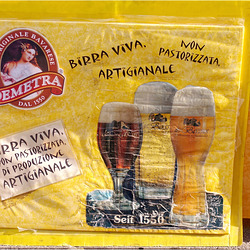 ORIGINALE BAVARESE
DEMETRA
DAL 1550
BIRRA VIVA,
ARTIGIANALE
NON
PASTORIZZATA,
BIRRA VIVA,
NON PASTORIZZATA,
DI PRODUZIONE
ARTIGIANALE
Seit 1550